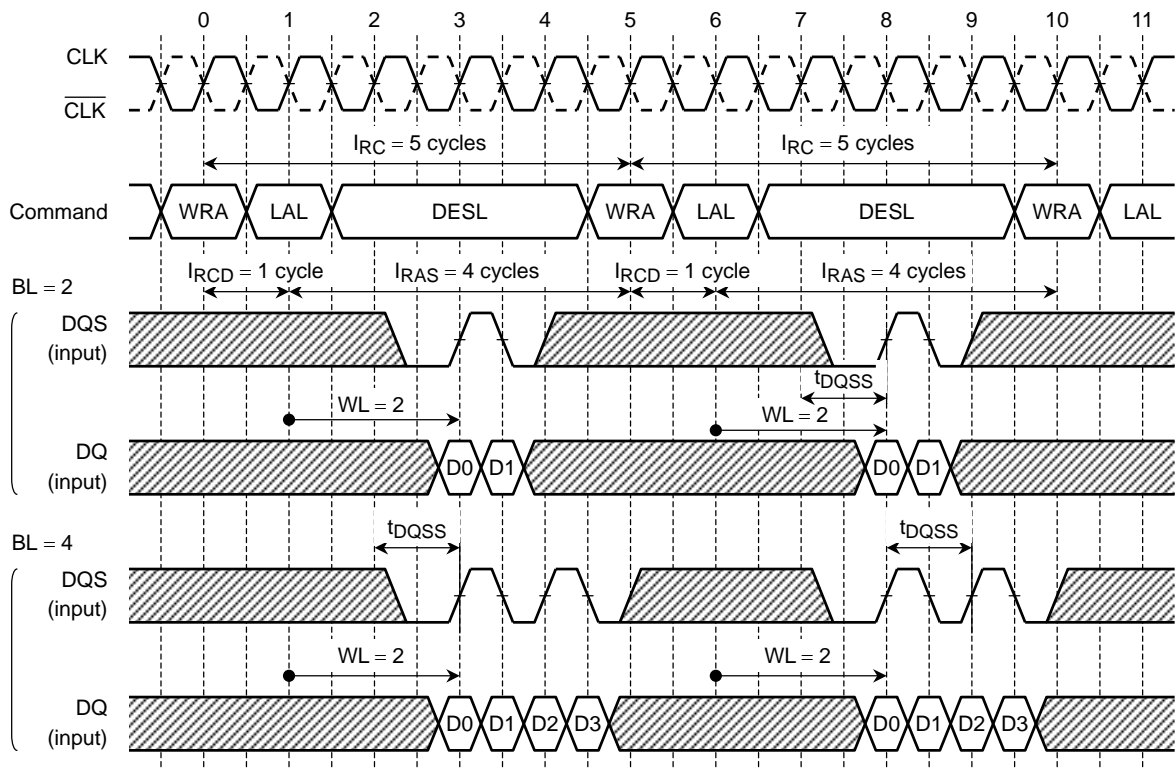 0 1 2 3 4 5 6 7 8 9 10 11
CLK
CLK
IRC = 5 cycles IRC = 5 cycles
Command WRA LAL DESL WRA LAL DESL WRA LAL
IRCD = 1 cycle IRAS = 4 cycles IRCD = 1 cycle IRAS = 4 cycles
BL = 2
DQS
(input)
tDQSS
WL = 2 WL = 2
DQ
(input)
D0 D1 D0 D1
BL = 4
tDQSS tDQSS
DQS
(input)
WL = 2 WL = 2
DQ
(input)
D0 D1 D2 D3 D0 D1 D2 D3